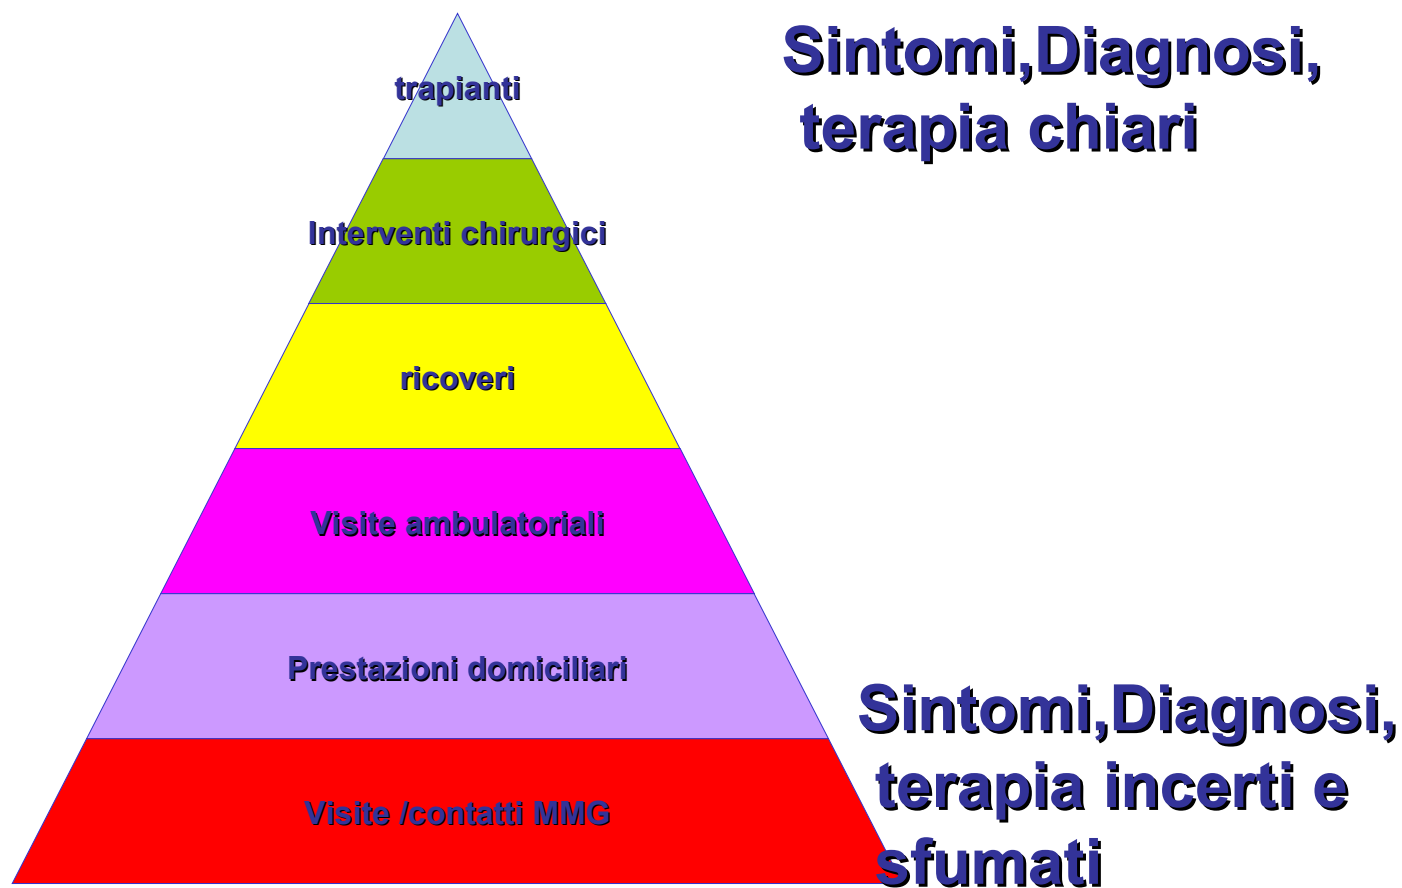 Sintomi,Diagnosi,
terapia chiari
trapianti
Interventi chirurgici
ricoveri
Visite ambulatoriali
Prestazioni domiciliari
Visite /contatti MMG
Sintomi,Diagnosi,
terapia incerti e
sfumati